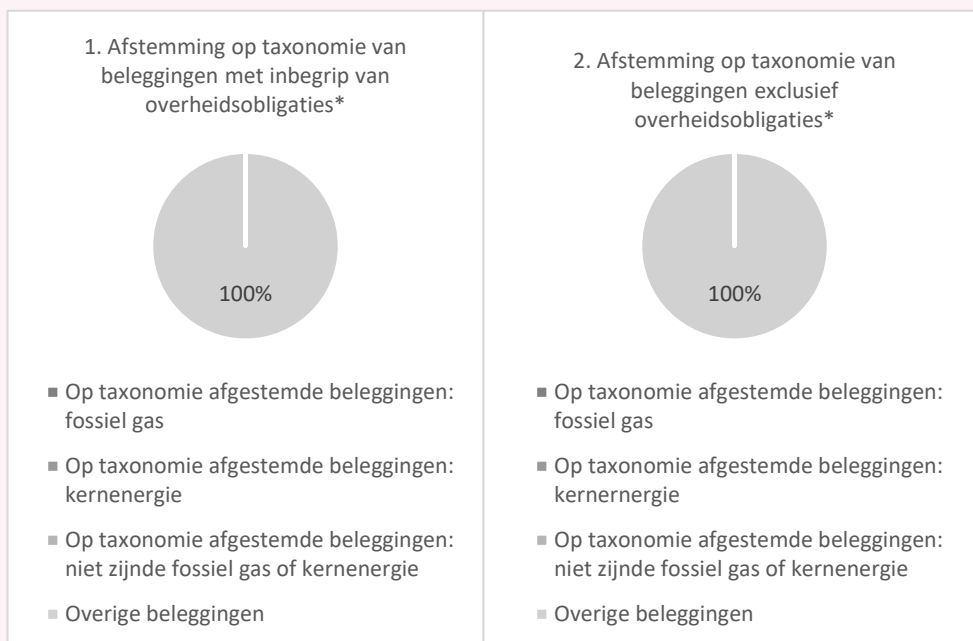 1. Afstemming op taxonomie van
beleggingen met inbegrip van
overheidsobligaties*
100%
■ Op taxonomie afgestemde beleggingen:
fossiel gas
■ Op taxonomie afgestemde beleggingen:
kernenergie
■ Op taxonomie afgestemde beleggingen:
niet zijnde fossiel gas of kernenergie
■ Overige beleggingen
2. Afstemming op taxonomie van
beleggingen exclusief
overheidsobligaties*
100%
■ Op taxonomie afgestemde beleggingen:
fossiel gas
■ Op taxonomie afgestemde beleggingen:
kernernergie
■ Op taxonomie afgestemde beleggingen:
niet zijnde fossiel gas of kernenergie
■ Overige beleggingen